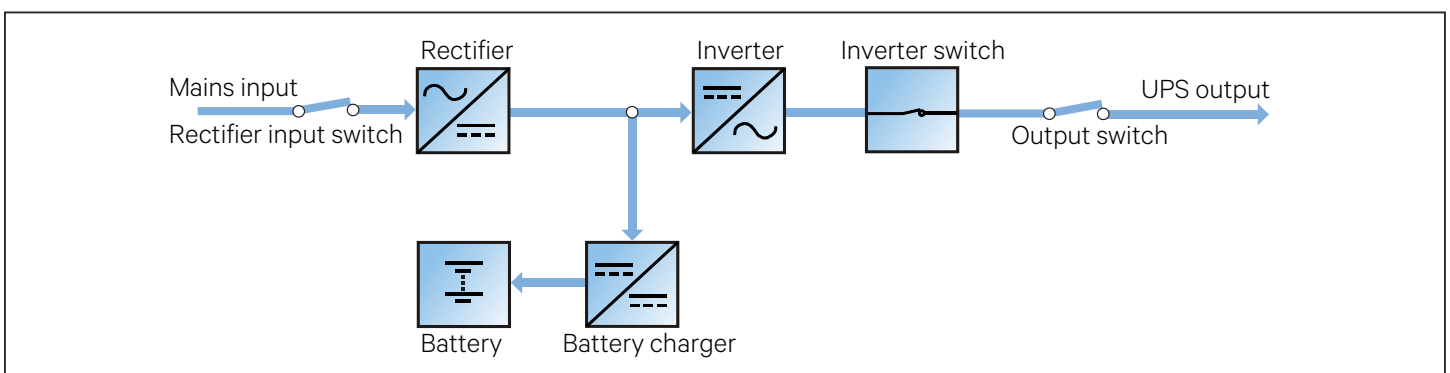 Rectifier
Inverter
Inverter switch
Mains input
UPS output
Rectifier input switch
Output switch
Battery
Battery charger